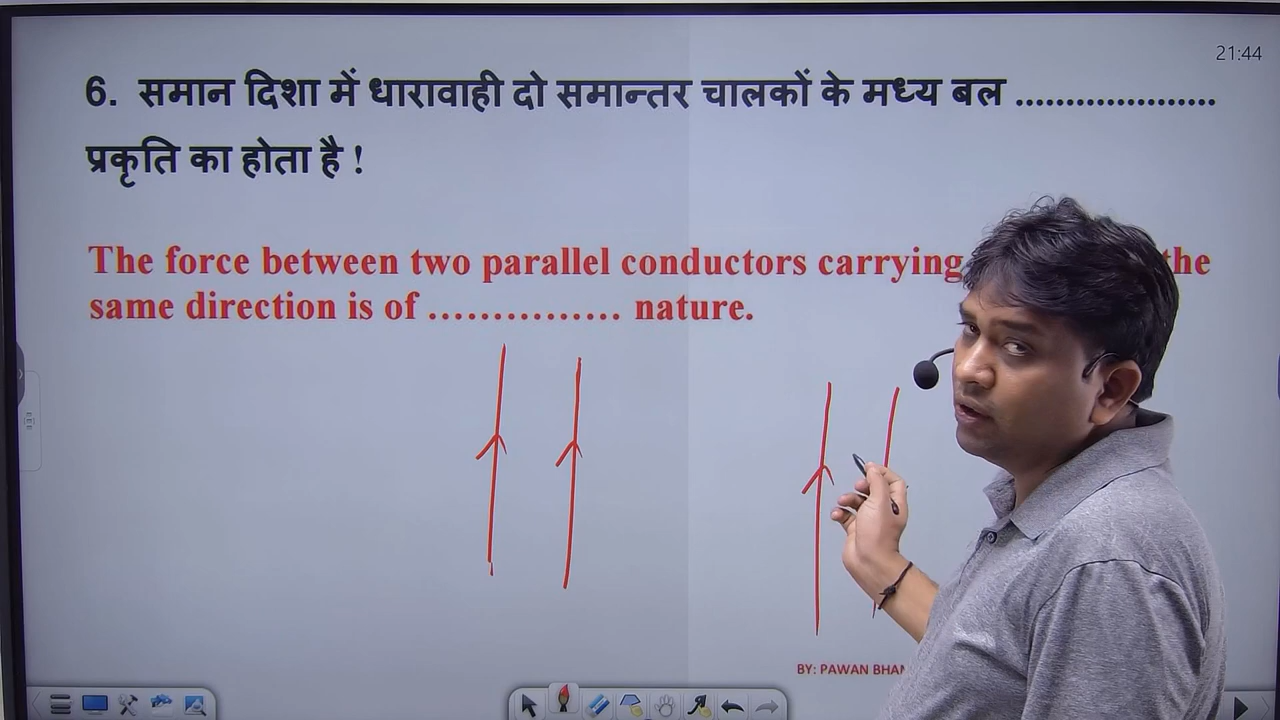 21:44
6. समान दिशा में धारावाही दो समान्तर चालकों के मध्य बल ....................
प्रकृति का होता है !
The force between two parallel conductors carrying the
same direction is of ............... nature.
BY: PAWAN